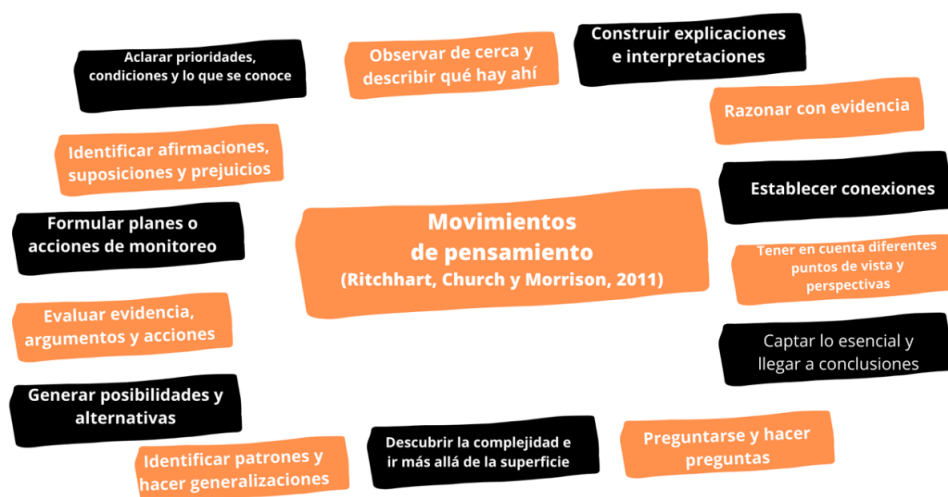 Movimientos
de pensamiento
(Ritchhart, Church y Morrison, 2011)
Observar de cerca y
describir qué hay ahí
Construir explicaciones
e interpretaciones
Razonar con evidencia
Establecer conexiones
Tener en cuenta diferentes
puntos de vista y
perspectivas
Captar lo esencial y
llegar a conclusiones
Preguntarse y hacer
preguntas
Descubrir la complejidad e
ir más allá de la superficie
Identificar patrones y
hacer generalizaciones
Generar posibilidades y
alternativas
Evaluar evidencia,
argumentos y acciones
Formular planes o
acciones de monitoreo
Identificar afirmaciones,
suposiciones y prejuicios
Aclarar prioridades,
condiciones y lo que se conoce